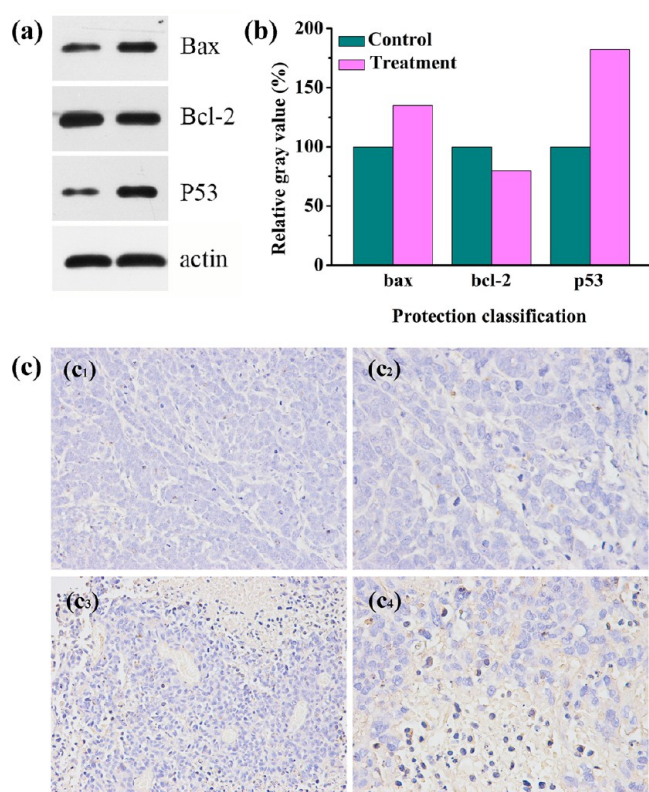 (a)
Bax
Bcl-2
P53
actin
(b)
Control
Treatment
Relative gray value (%)
200
150
100
50
0
bax
bcl-2
p53
Protection classification
(c)
(c1)
(c2)
(c3)
(c4)